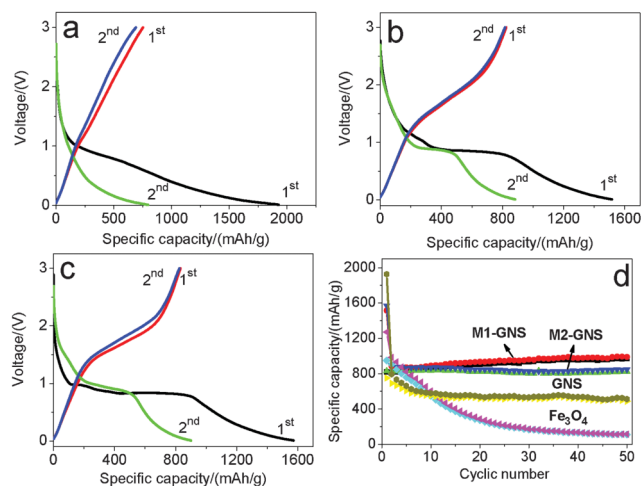 a
2nd
1st
Voltage/(V)
3
2
1
0
2nd
1st
0 500 1000 1500 2000
Specific capacity/(mAh/g)
b
2nd
1st
Voltage/(V)
3
2
1
0
2nd
1st
0 400 800 1200 1600
Specific capacity/(mAh/g)
c
2nd
1st
Voltage/(V)
3
2
1
0
2nd
1st
0 400 800 1200 1600
Specific capacity/(mAh/g)
d
Specific capacity/(mAh/g)
2000
1600
1200
800
400
0
M1-GNS
M2-GNS
GNS
Fe3O4
0 10 20 30 40 50
Cyclic number